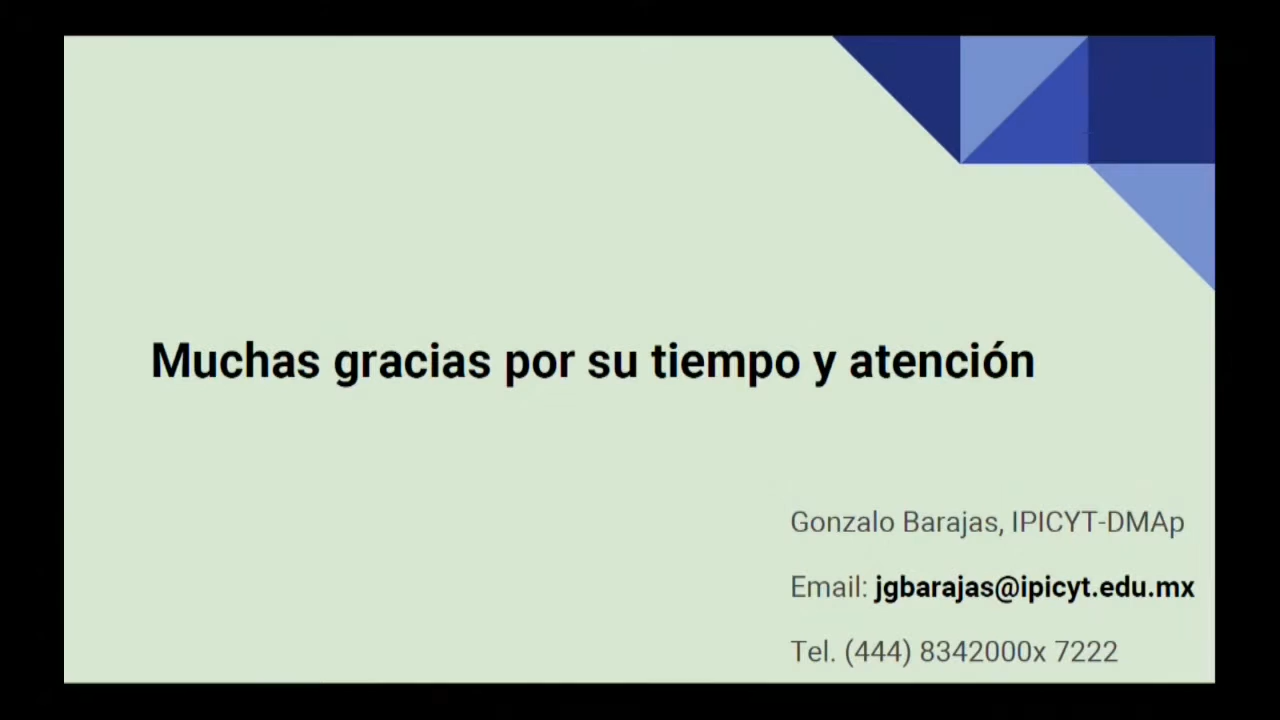 Muchas gracias por su tiempo y atención
Gonzalo Barajas, IPICYT-DMAp
Email: jgbarajas@ipicyt.edu.mx
Tel. (444) 8342000x 7222